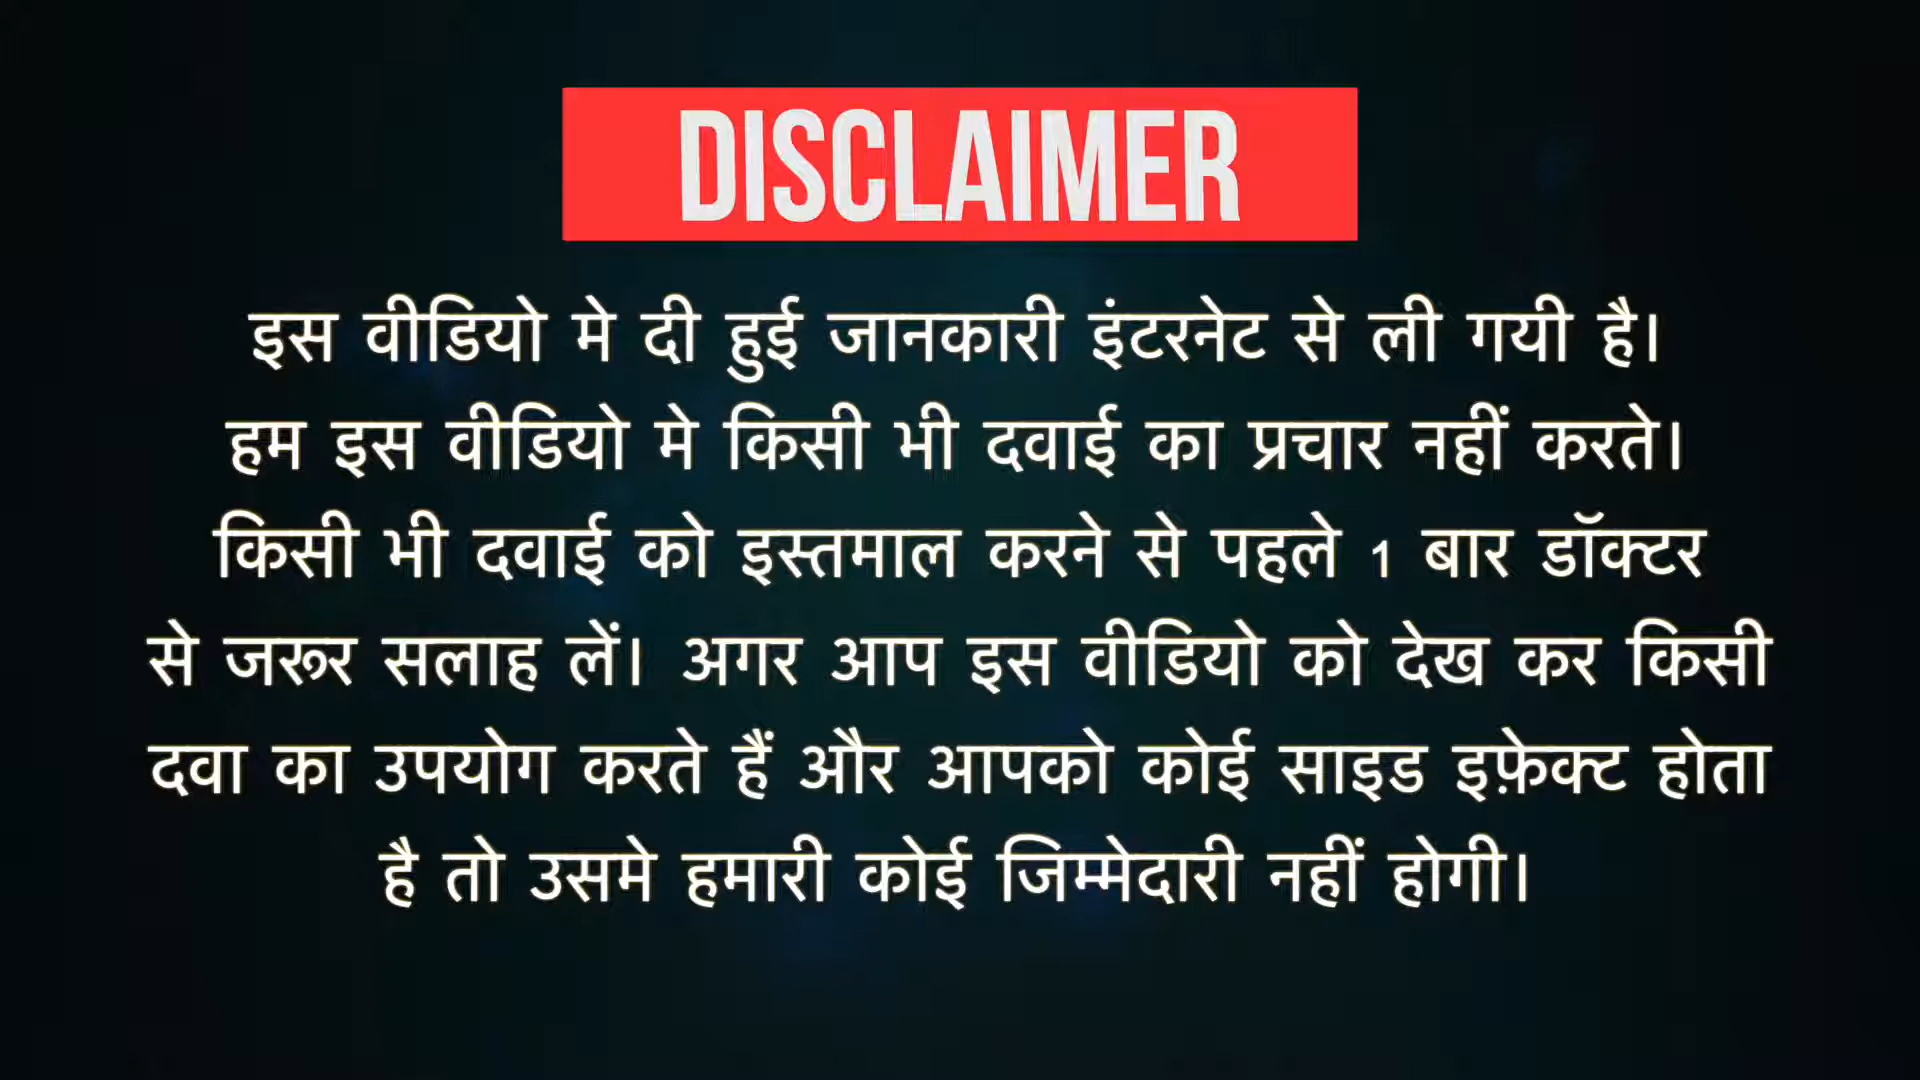 DISCLAIMER
इस वीडियो मे दी हुई जानकारी इंटरनेट से ली गयी है।
हम इस वीडियो मे किसी भी दवाई का प्रचार नहीं करते।
किसी भी दवाई को इस्तमाल करने से पहले 1 बार डॉक्टर
से जरूर सलाह लें। अगर आप इस वीडियो को देख कर किसी
दवा का उपयोग करते हैं और आपको कोई साइड इफ़ेक्ट होता
है तो उसमे हमारी कोई जिम्मेदारी नहीं होगी।